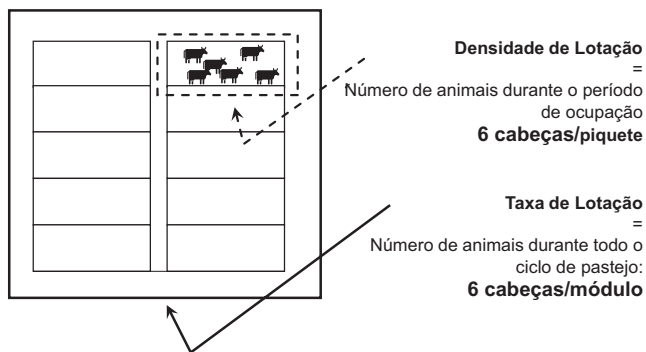 Densidade de Lotação
=
Número de animais durante o período
de ocupação
6 cabeças/piquete
Taxa de Lotação
=
Número de animais durante todo o
ciclo de pastejo:
6 cabeças/módulo